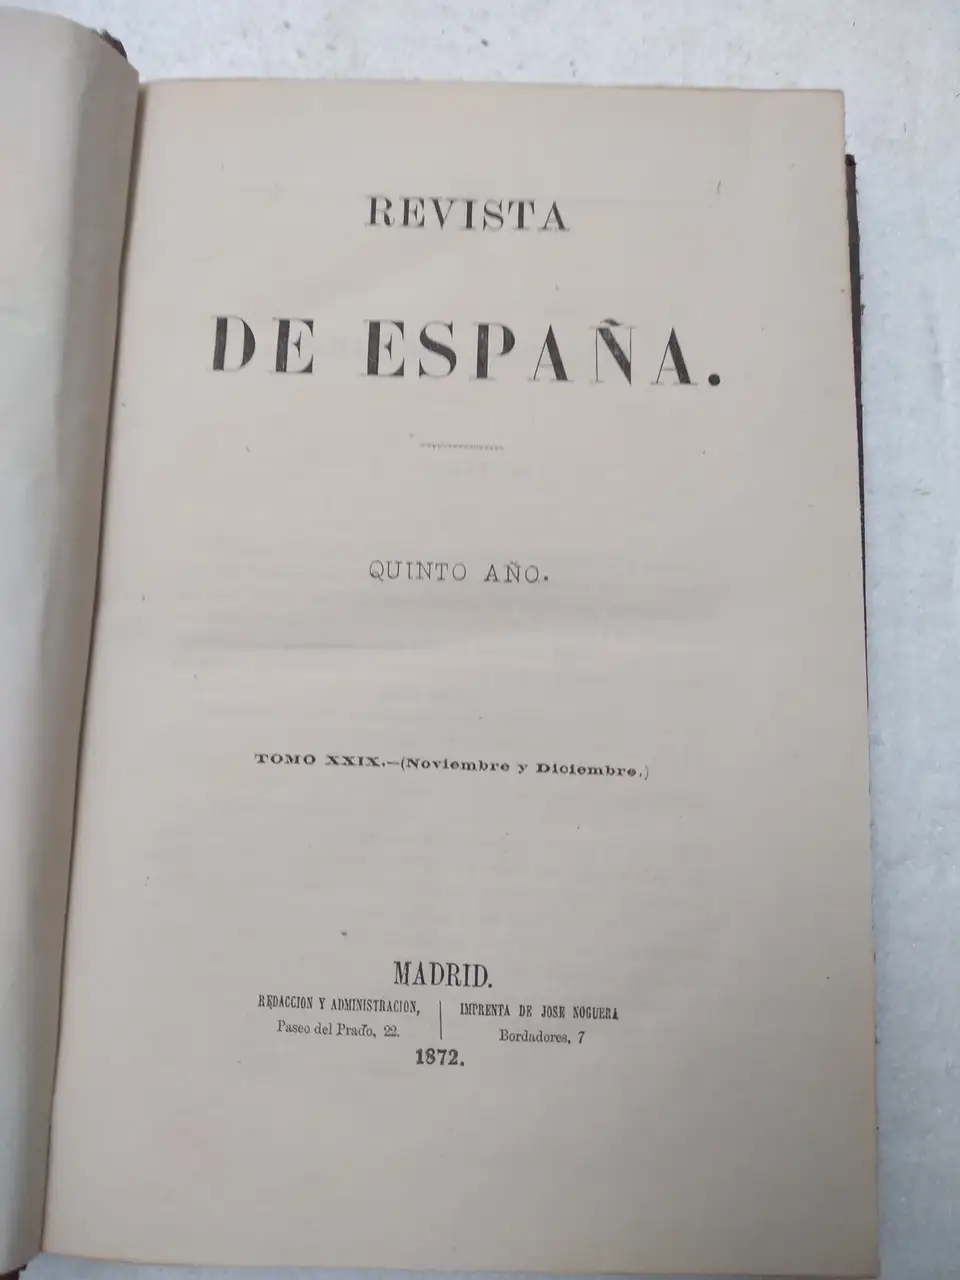 REVISTA
DE ESPAÑA.
QUINTO AÑO.
TOMO XXIX.—(Noviembre y Diciembre.)
MADRID.
REDACCION Y ADMINISTRACION,
Paseo del Prado, 22.
IMPRENTA DE JOSE NOGUERA
Bordadores, 7
1872.